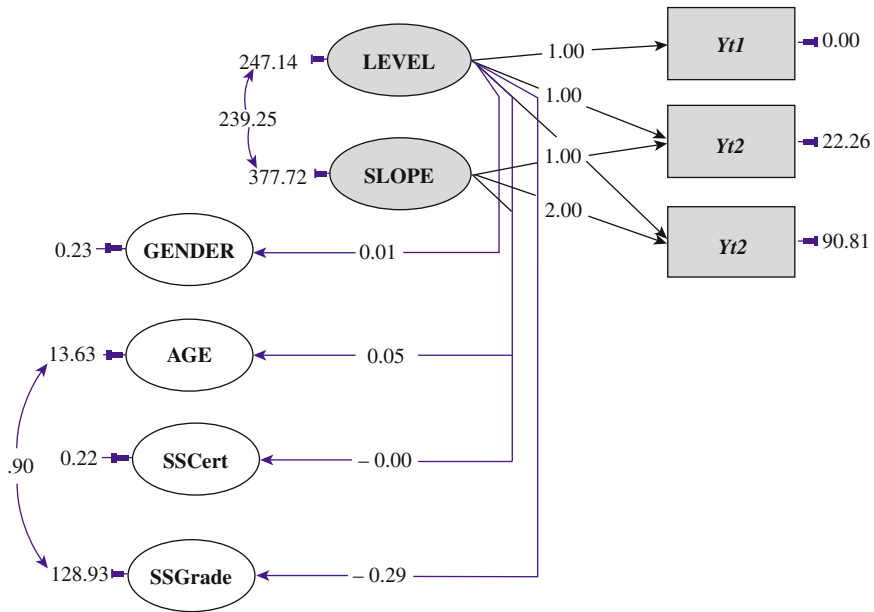 1.00
Yt1
0.00
247.14
LEVEL
1.00
239.25
Yt2
22.26
1.00
377.72
SLOPE
2.00
Yt2
90.81
0.23
GENDER
0.01
13.63
AGE
0.05
.90
0.22
SSCert
– 0.00
128.93
SSGrade
– 0.29